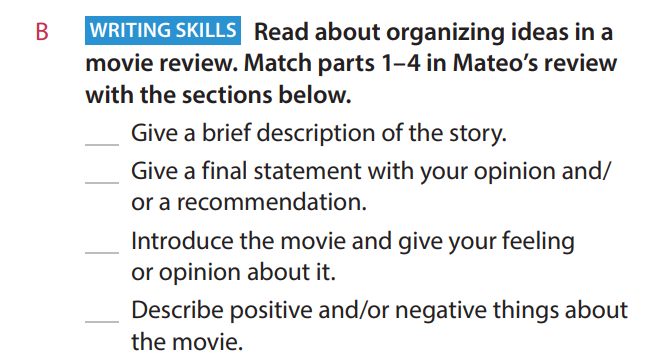 B WRITING SKILLS Read about organizing ideas in a
movie review. Match parts 1–4 in Mateo’s review
with the sections below.
___ Give a brief description of the story.
___ Give a final statement with your opinion and/
or a recommendation.
___ Introduce the movie and give your feeling
or opinion about it.
___ Describe positive and/or negative things about
the movie.